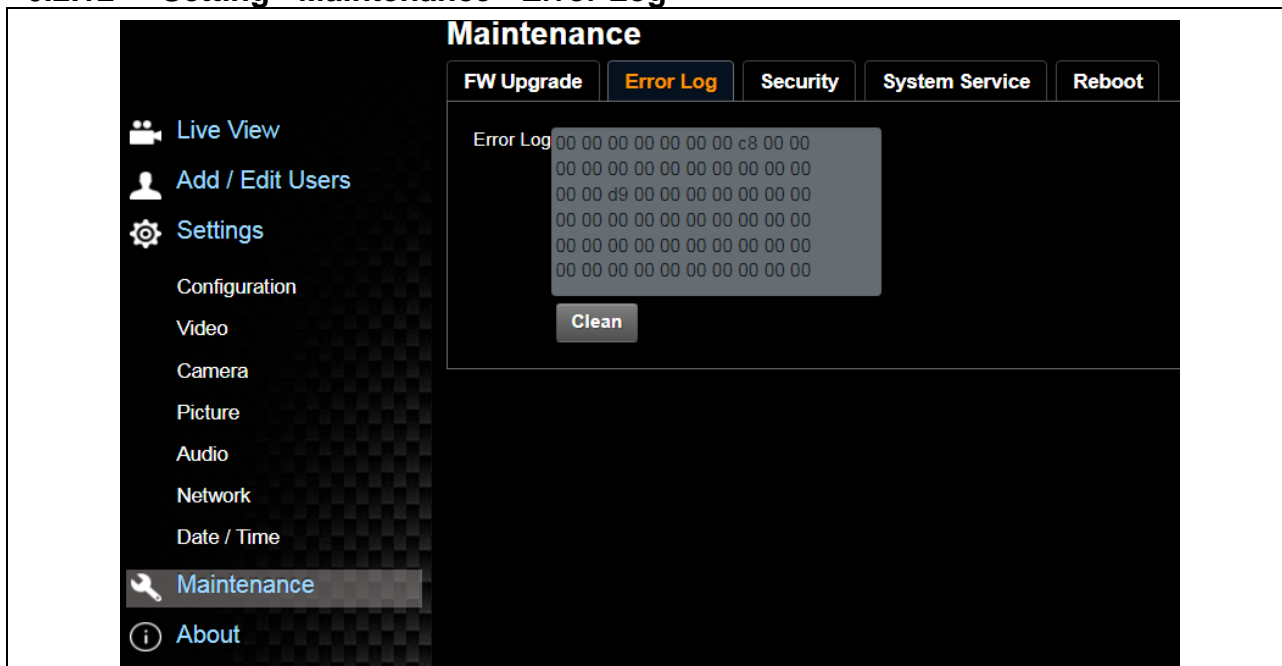 Maintenance
FW Upgrade Error Log Security System Service Reboot
Live View
Add / Edit Users
Settings
Configuration
Video
Camera
Picture
Audio
Network
Date / Time
Maintenance
About
Error Log
00 00 00 00 00 00 00 c8 00 00
00 00 00 00 00 00 00 00 00 00
00 00 d9 00 00 00 00 00 00 00
00 00 00 00 00 00 00 00 00 00
00 00 00 00 00 00 00 00 00 00
00 00 00 00 00 00 00 00 00 00
Clean